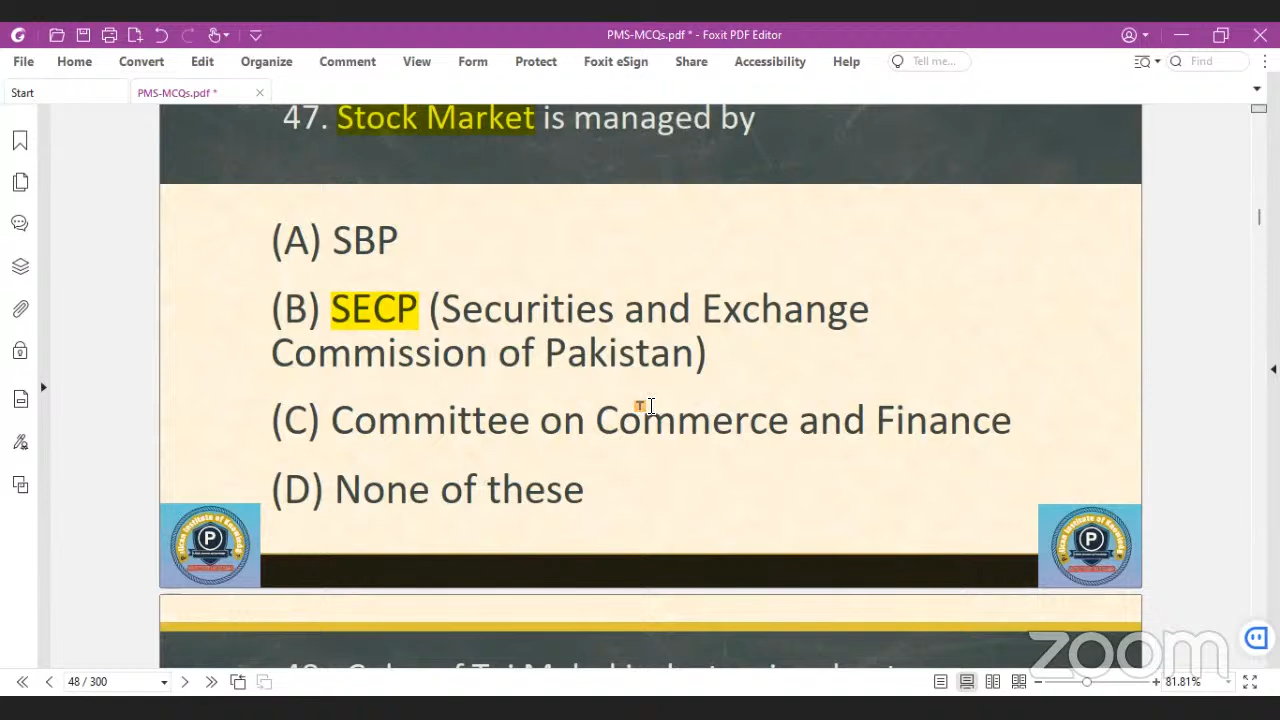 PMS-MCQs.pdf * - Foxit PDF Editor
File Home Convert Edit Organize Comment View Form Protect Foxit eSign Share Accessibility Help Tell me... Find
Start PMS-MCQs.pdf *
47. Stock Market is managed by
(A) SBP
(B) SECP (Securities and Exchange
Commission of Pakistan)
(C) Committee on Commerce and Finance
(D) None of these
zoom
48 / 300 81.81%